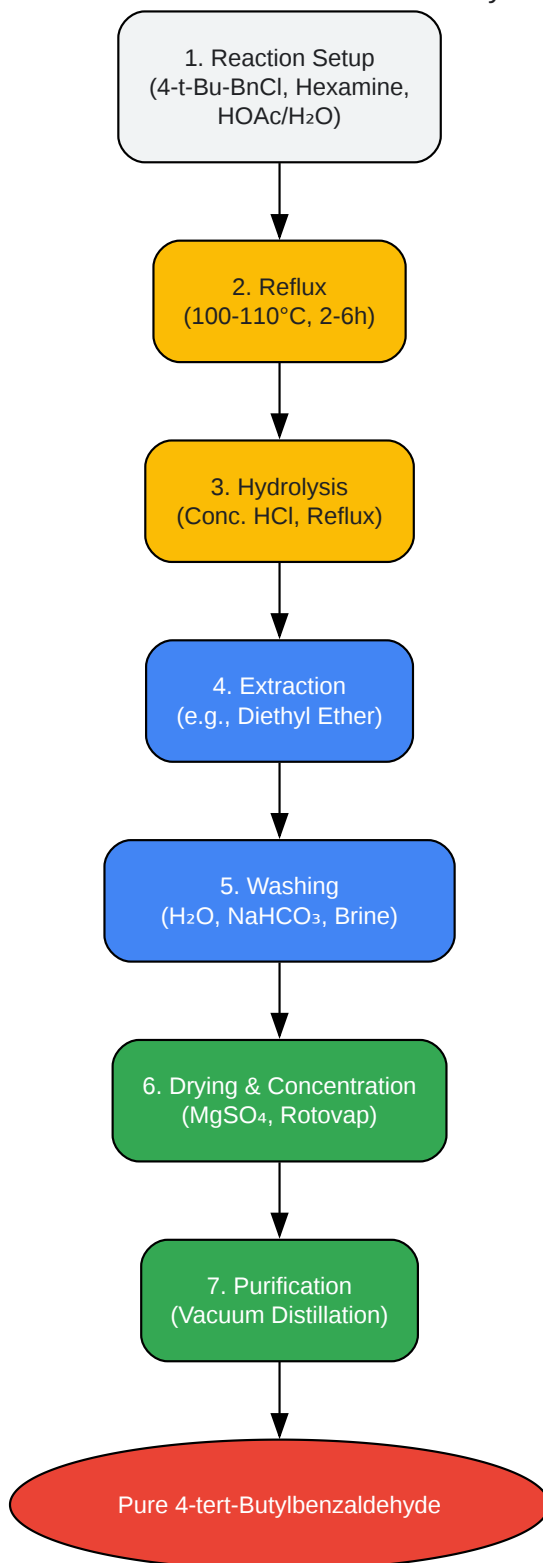 1. Reaction Setup
(4-t-Bu-BnCl, Hexamine,
HOAc/H₂O)
2. Reflux
(100-110°C, 2-6h)
3. Hydrolysis
(Conc. HCl, Reflux)
4. Extraction
(e.g., Diethyl Ether)
5. Washing
(H₂O, NaHCO₃, Brine)
6. Drying & Concentration
(MgSO₄, Rotovap)
7. Purification
(Vacuum Distillation)
Pure 4-tert-Butylbenzaldehyde